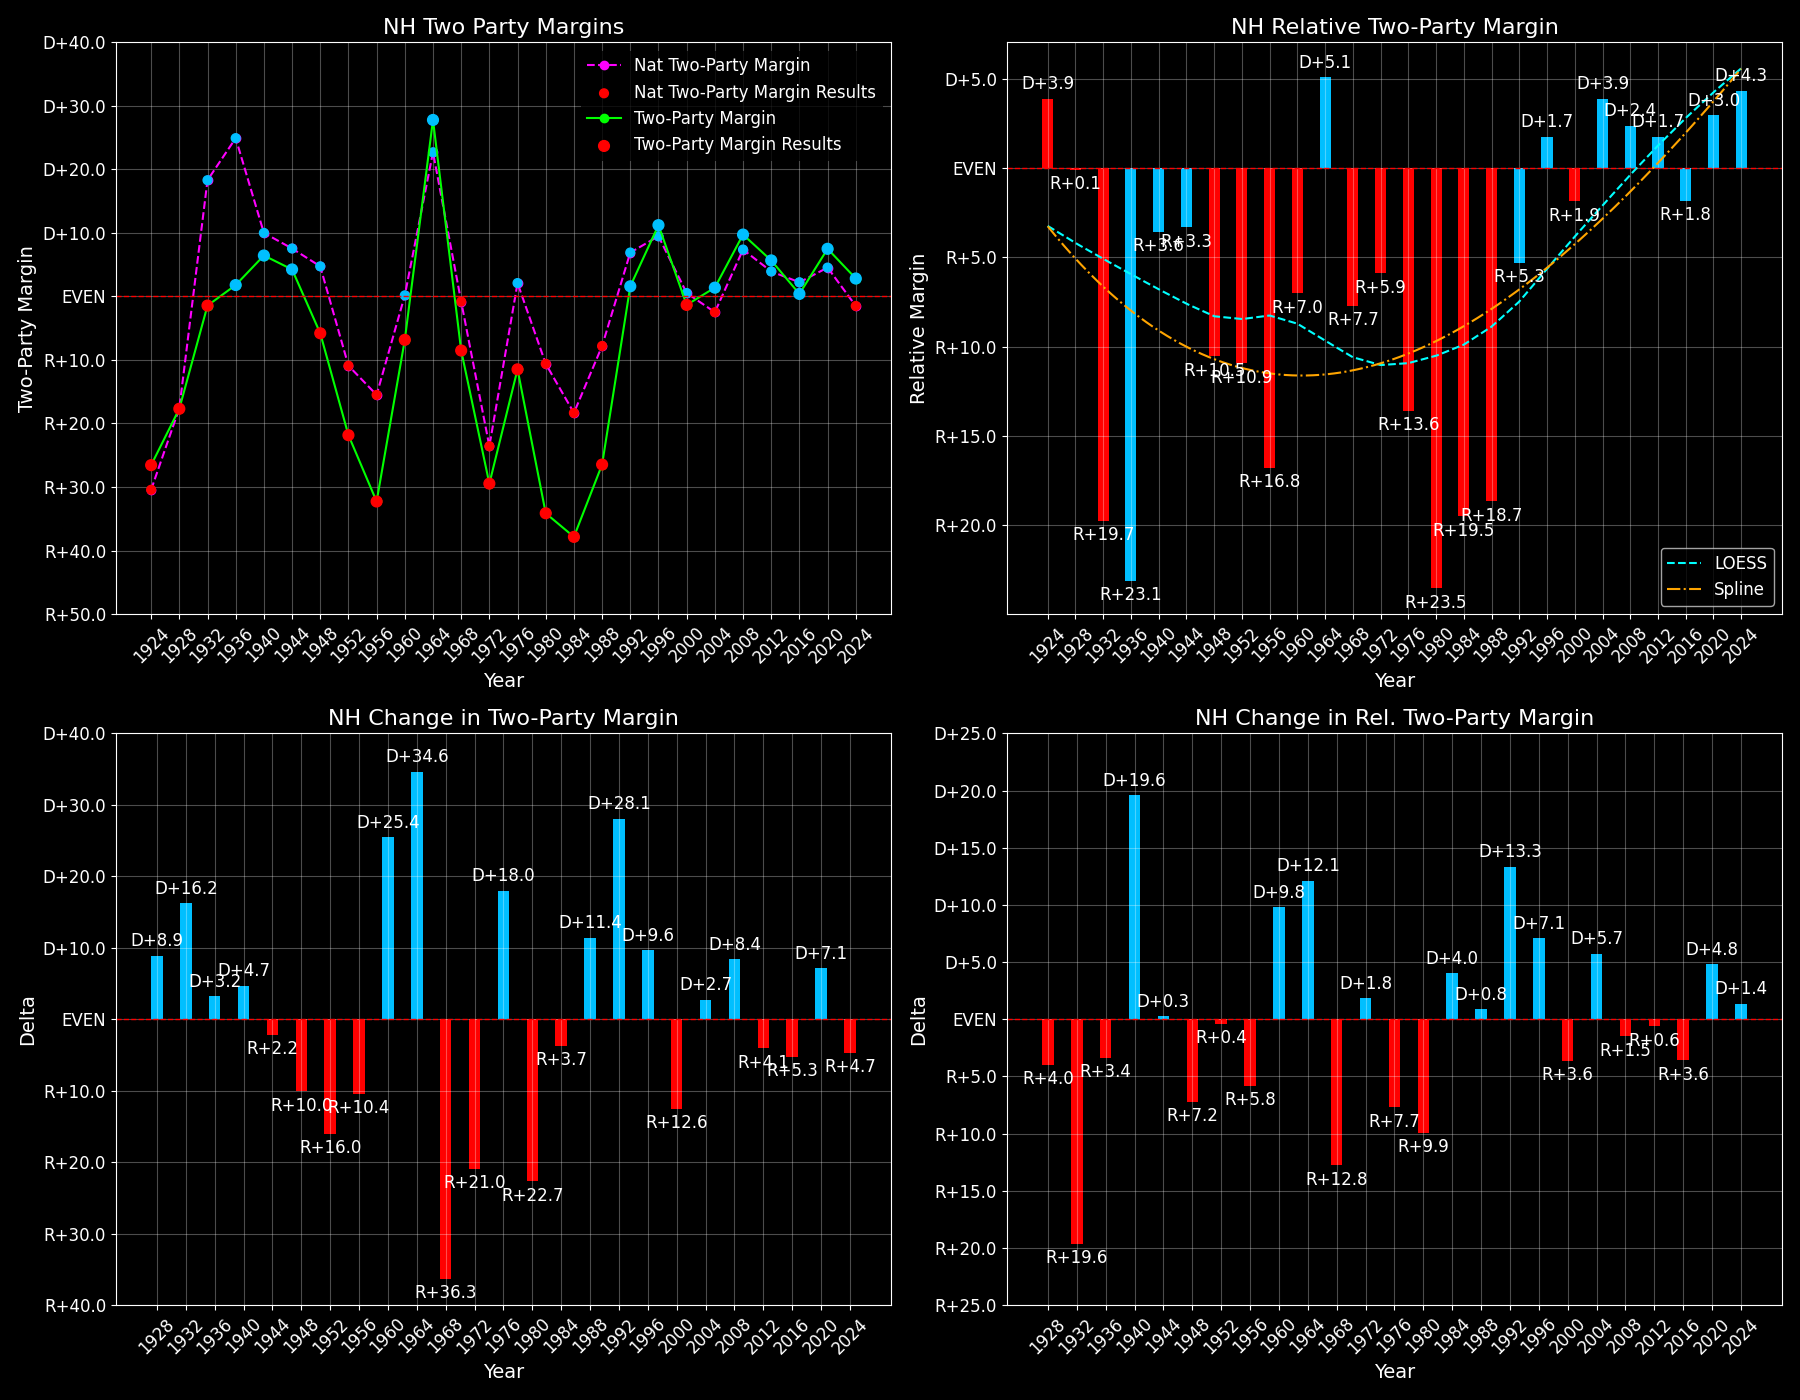 NH Two Party Margins
D+40.0
D+30.0
D+20.0
D+10.0
EVEN
R+10.0
R+20.0
R+30.0
R+40.0
R+50.0
Two-Party Margin
Nat Two-Party Margin
Nat Two-Party Margin Results
Two-Party Margin
Two-Party Margin Results
1924 1928 1932 1936 1940 1944 1948 1952 1956 1960 1964 1968 1972 1976 1980 1984 1988 1992 1996 2000 2004 2008 2012 2016 2020 2024
Year
NH Relative Two-Party Margin
D+5.0
EVEN
R+5.0
R+10.0
R+15.0
R+20.0
Relative Margin
D+3.9 R+0.1 R+19.7 R+23.1 R+3.6 R+3.3 R+10.5 R+10.9 R+16.8 R+7.0 D+5.1 R+7.7 R+5.9 R+13.6 R+23.5 R+19.5 R+18.7 R+5.3 D+1.7 R+1.9 D+3.9 D+2.4 D+1.7 R+1.8 D+3.0 D+4.3
LOESS
Spline
1924 1928 1932 1936 1940 1944 1948 1952 1956 1960 1964 1968 1972 1976 1980 1984 1988 1992 1996 2000 2004 2008 2012 2016 2020 2024
Year
NH Change in Two-Party Margin
D+40.0
D+30.0
D+20.0
D+10.0
EVEN
R+10.0
R+20.0
R+30.0
R+40.0
Delta
D+8.9 D+16.2 D+3.2 D+4.7 R+2.2 R+10.0 R+16.0 R+10.4 D+25.4 D+34.6 R+36.3 R+21.0 D+18.0 R+22.7 R+3.7 D+11.4 D+28.1 D+9.6 R+12.6 D+2.7 D+8.4 R+4.1 R+5.3 D+7.1 R+4.7
1928 1932 1936 1940 1944 1948 1952 1956 1960 1964 1968 1972 1976 1980 1984 1988 1992 1996 2000 2004 2008 2012 2016 2020 2024
Year
NH Change in Rel. Two-Party Margin
D+25.0
D+20.0
D+15.0
D+10.0
D+5.0
EVEN
R+5.0
R+10.0
R+15.0
R+20.0
R+25.0
Delta
R+4.0 R+19.6 R+3.4 D+19.6 D+0.3 R+7.2 R+0.4 R+5.8 D+9.8 D+12.1 R+12.8 D+1.8 R+7.7 R+9.9 D+4.0 D+0.8 D+13.3 D+7.1 R+3.6 D+5.7 R+1.5 R+0.6 R+3.6 D+4.8 D+1.4
1928 1932 1936 1940 1944 1948 1952 1956 1960 1964 1968 1972 1976 1980 1984 1988 1992 1996 2000 2004 2008 2012 2016 2020 2024
Year